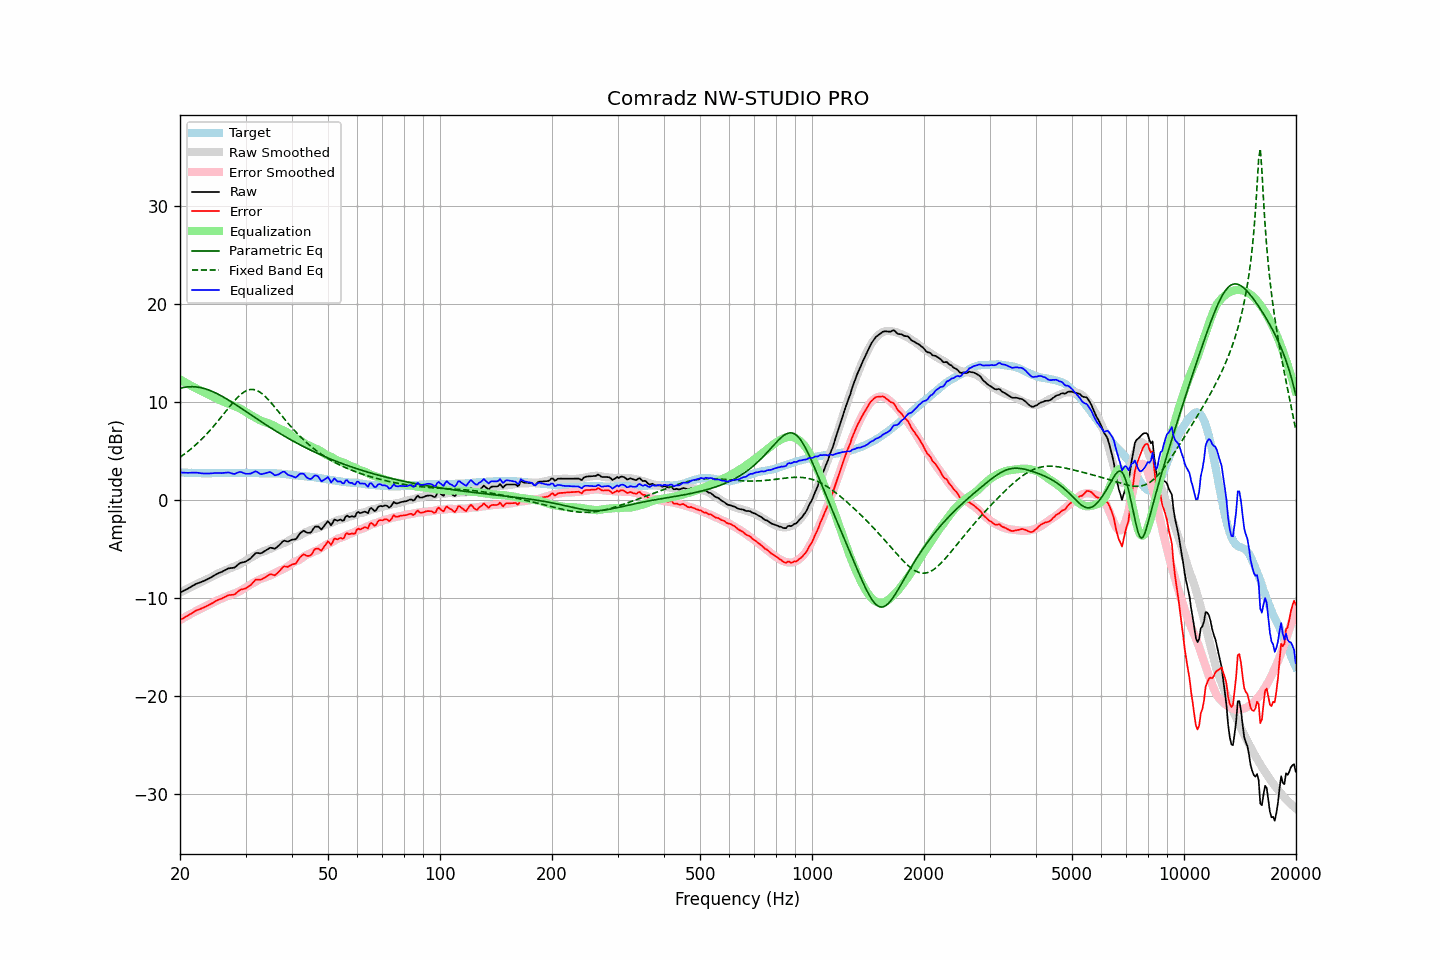 Comradz NW-STUDIO PRO
Target
Raw Smoothed
Error Smoothed
Raw
Error
Equalization
Parametric Eq
Fixed Band Eq
Equalized
Amplitude (dBr)
30
20
10
0
−10
−20
−30
20 50 100 200 500 1000 2000 5000 10000 20000
Frequency (Hz)